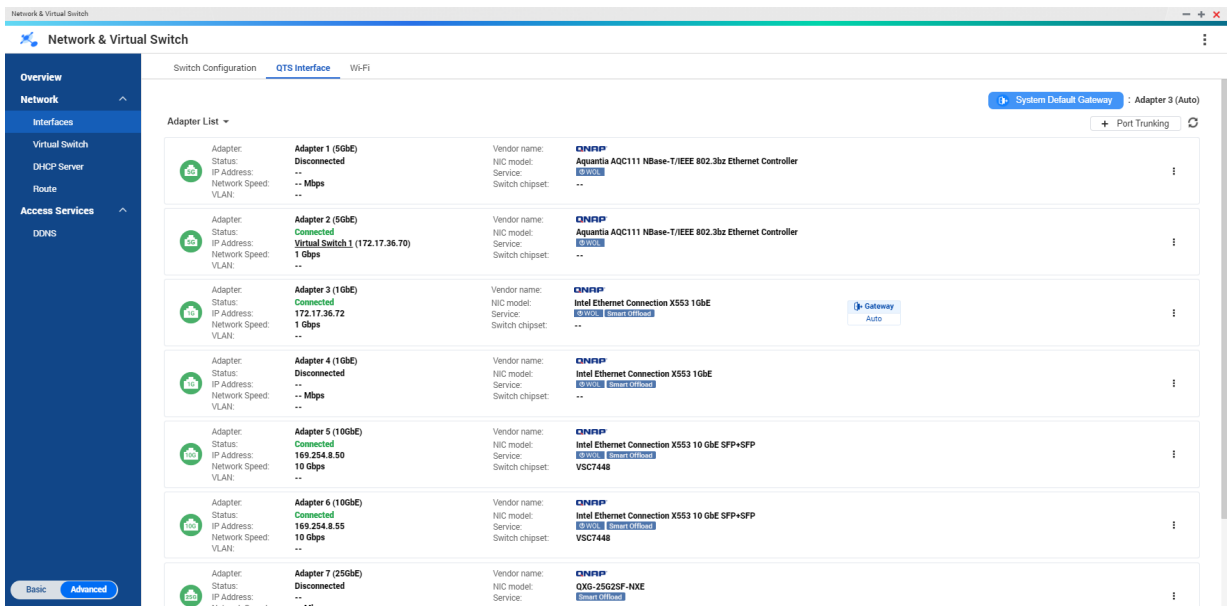 Network & Virtual Switch
Network & Virtual Switch
Overview
Network
Interfaces
Virtual Switch
DHCP Server
Route
Access Services
DDNS
Basic Advanced
Switch Configuration QTS Interface Wi-Fi
System Default Gateway : Adapter 3 (Auto)
Adapter List
+ Port Trunking
5G
Adapter: Adapter 1 (5GbE) Vendor name: QNAP
Status: Disconnected NIC model: Aquantia AQC111 NBase-T/IEEE 802.3bz Ethernet Controller
IP Address: -- Service: WOL
Network Speed: -- Mbps Switch chipset: --
VLAN: --
5G
Adapter: Adapter 2 (5GbE) Vendor name: QNAP
Status: Connected NIC model: Aquantia AQC111 NBase-T/IEEE 802.3bz Ethernet Controller
IP Address: Virtual Switch 1 (172.17.36.70) Service: WOL
Network Speed: 1 Gbps Switch chipset: --
VLAN: --
1G
Adapter: Adapter 3 (1GbE) Vendor name: QNAP
Status: Connected NIC model: Intel Ethernet Connection X553 1GbE
IP Address: 172.17.36.72 Service: WOL Smart Offload
Network Speed: 1 Gbps Switch chipset: --
VLAN: --
Gateway
Auto
1G
Adapter: Adapter 4 (1GbE) Vendor name: QNAP
Status: Disconnected NIC model: Intel Ethernet Connection X553 1GbE
IP Address: -- Service: WOL Smart Offload
Network Speed: -- Mbps Switch chipset: --
VLAN: --
10G
Adapter: Adapter 5 (10GbE) Vendor name: QNAP
Status: Connected NIC model: Intel Ethernet Connection X553 10 GbE SFP+SFP
IP Address: 169.254.8.50 Service: WOL Smart Offload
Network Speed: 10 Gbps Switch chipset: VSC7448
VLAN: --
10G
Adapter: Adapter 6 (10GbE) Vendor name: QNAP
Status: Connected NIC model: Intel Ethernet Connection X553 10 GbE SFP+SFP
IP Address: 169.254.8.55 Service: WOL Smart Offload
Network Speed: 10 Gbps Switch chipset: VSC7448
VLAN: --
25G
Adapter: Adapter 7 (25GbE) Vendor name: QNAP
Status: Disconnected NIC model: QXG-25G2SF-NXE
IP Address: -- Service: Smart Offload